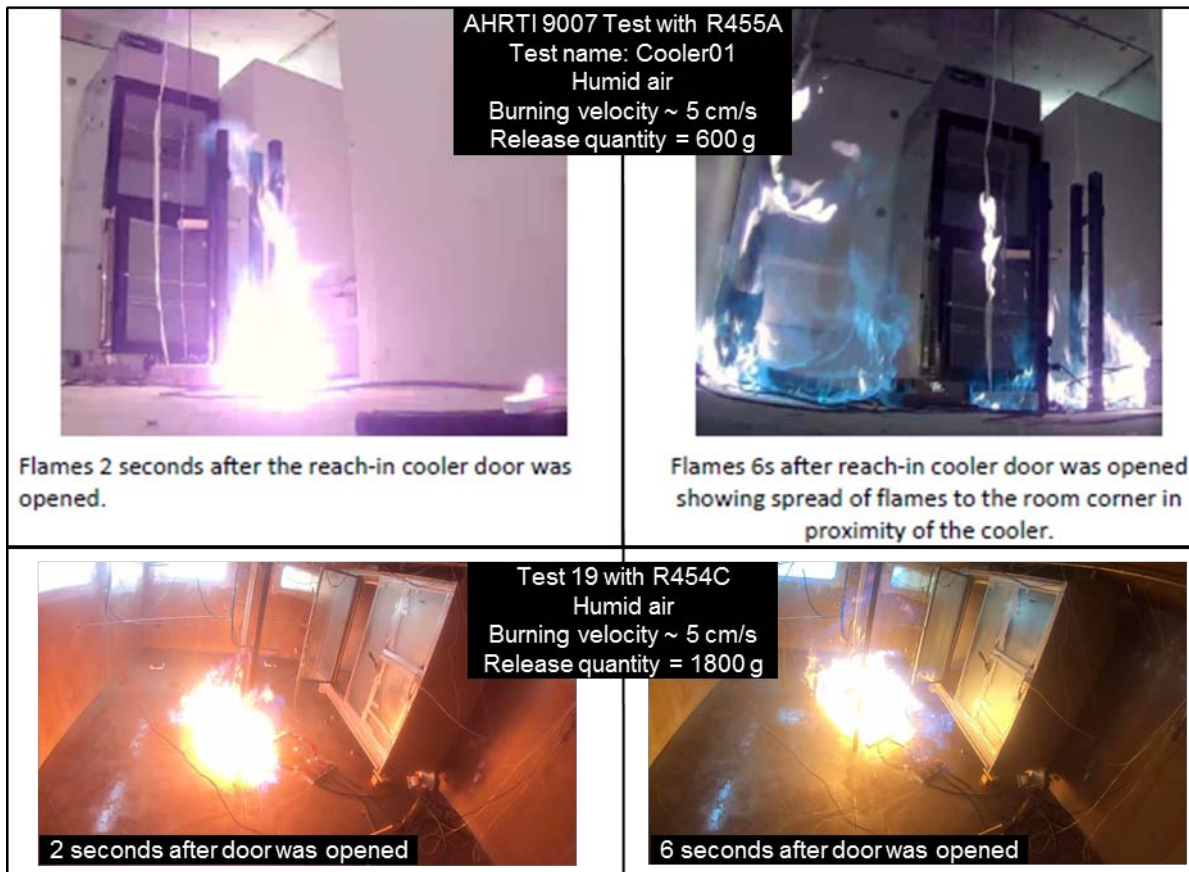 AHRTI 9007 Test with R455A
Test name: Cooler01
Humid air
Burning velocity ~ 5 cm/s
Release quantity = 600 g
Flames 2 seconds after the reach-in cooler door was
opened.
Flames 6s after reach-in cooler door was opened
showing spread of flames to the room corner in
proximity of the cooler.
Test 19 with R454C
Humid air
Burning velocity ~ 5 cm/s
Release quantity = 1800 g
2 seconds after door was opened
6 seconds after door was opened